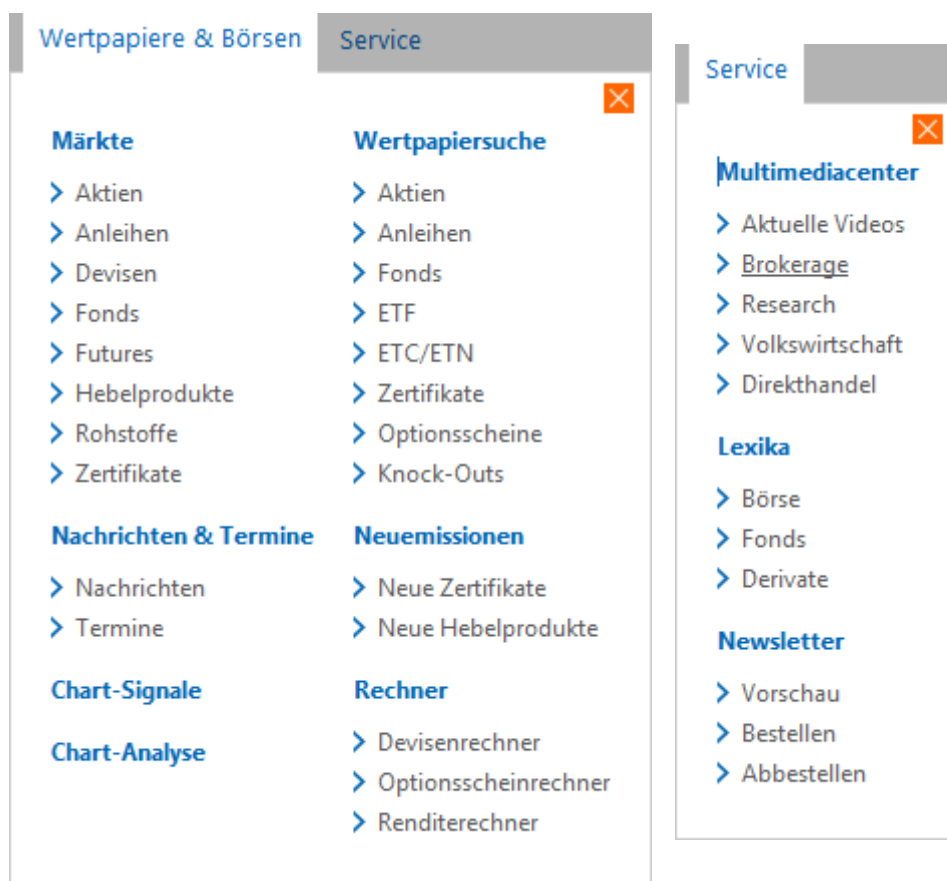 Wertpapiere & Börsen
Service
Märkte
Aktien
Anleihen
Devisen
Fonds
Futures
Hebelprodukte
Rohstoffe
Zertifikate
Nachrichten & Termine
Nachrichten
Termine
Chart-Signale
Chart-Analyse
Wertpapiersuche
Aktien
Anleihen
Fonds
ETF
ETC/ETN
Zertifikate
Optionsscheine
Knock-Outs
Neuemissionen
Neue Zertifikate
Neue Hebelprodukte
Rechner
Devisenrechner
Optionsscheinrechner
Renditerechner
Service
Multimediacenter
Aktuelle Videos
Brokerage
Research
Volkswirtschaft
Direkthandel
Lexika
Börse
Fonds
Derivate
Newsletter
Vorschau
Bestellen
Abbestellen